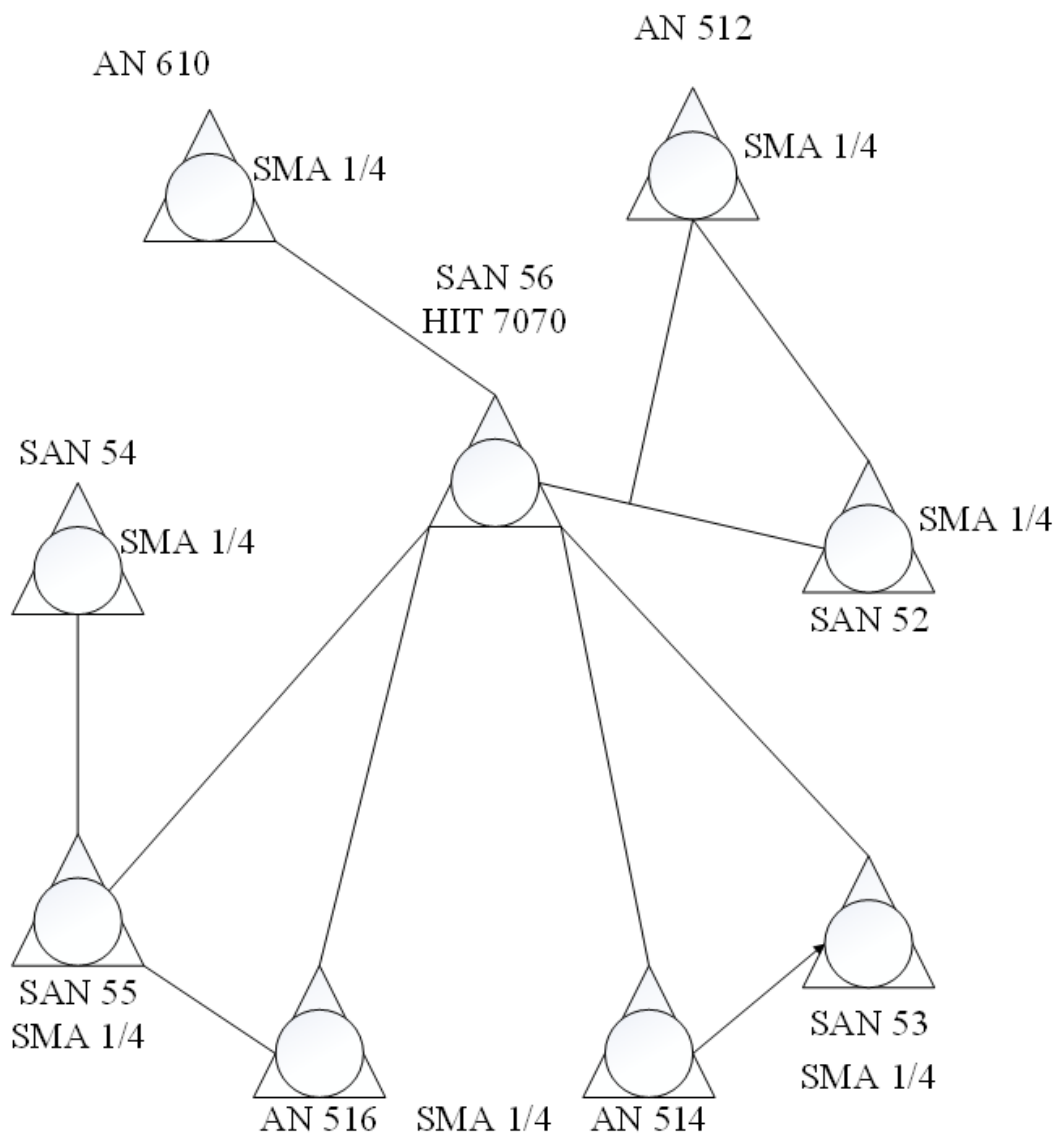 AN 512
AN 610
SMA 1/4
SMA 1/4
SAN 56
HIT 7070
SAN 54
SMA 1/4
SMA 1/4
SAN 52
SAN 55
SMA 1/4
SAN 53
SMA 1/4
AN 516
SMA 1/4
AN 514